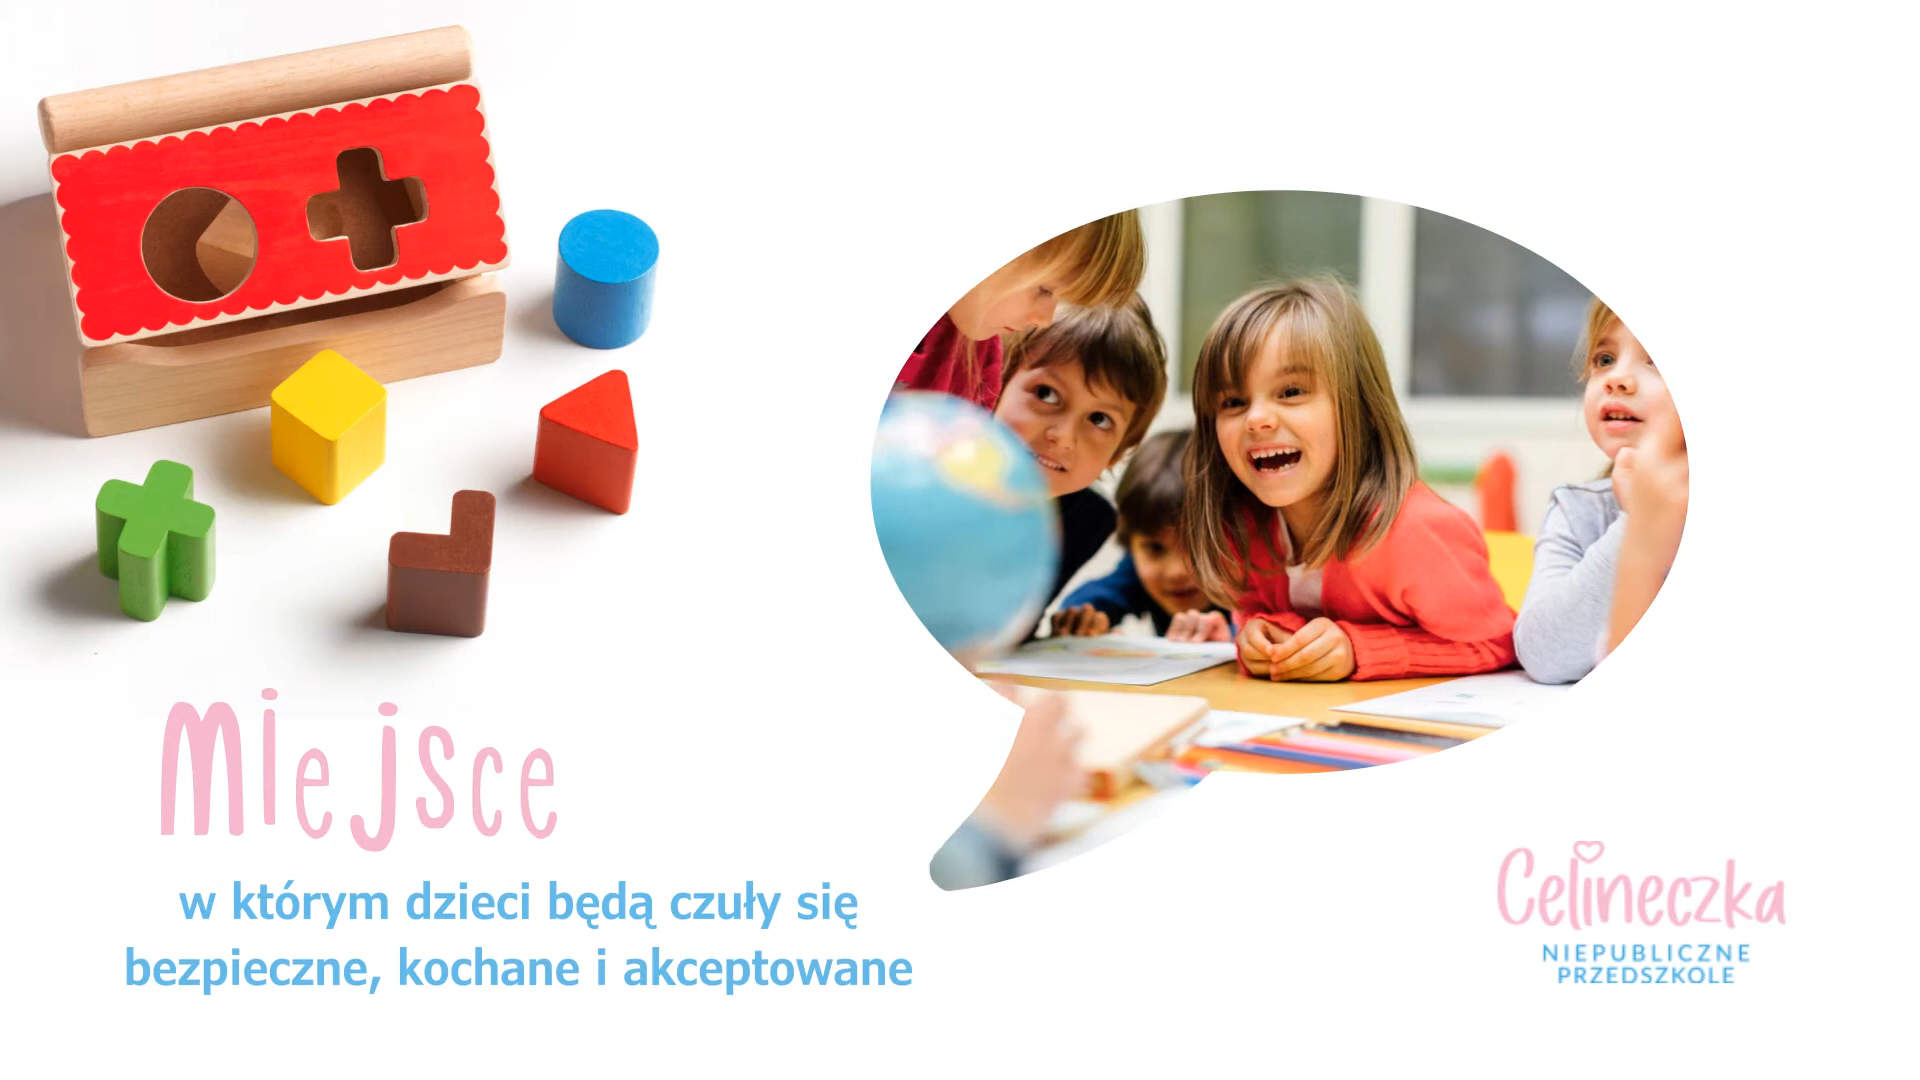 Miejsce
w którym dzieci będą czuły się
bezpieczne, kochane i akceptowane
Celineczka
NIEPUBLICZNE
PRZEDSZKOLE